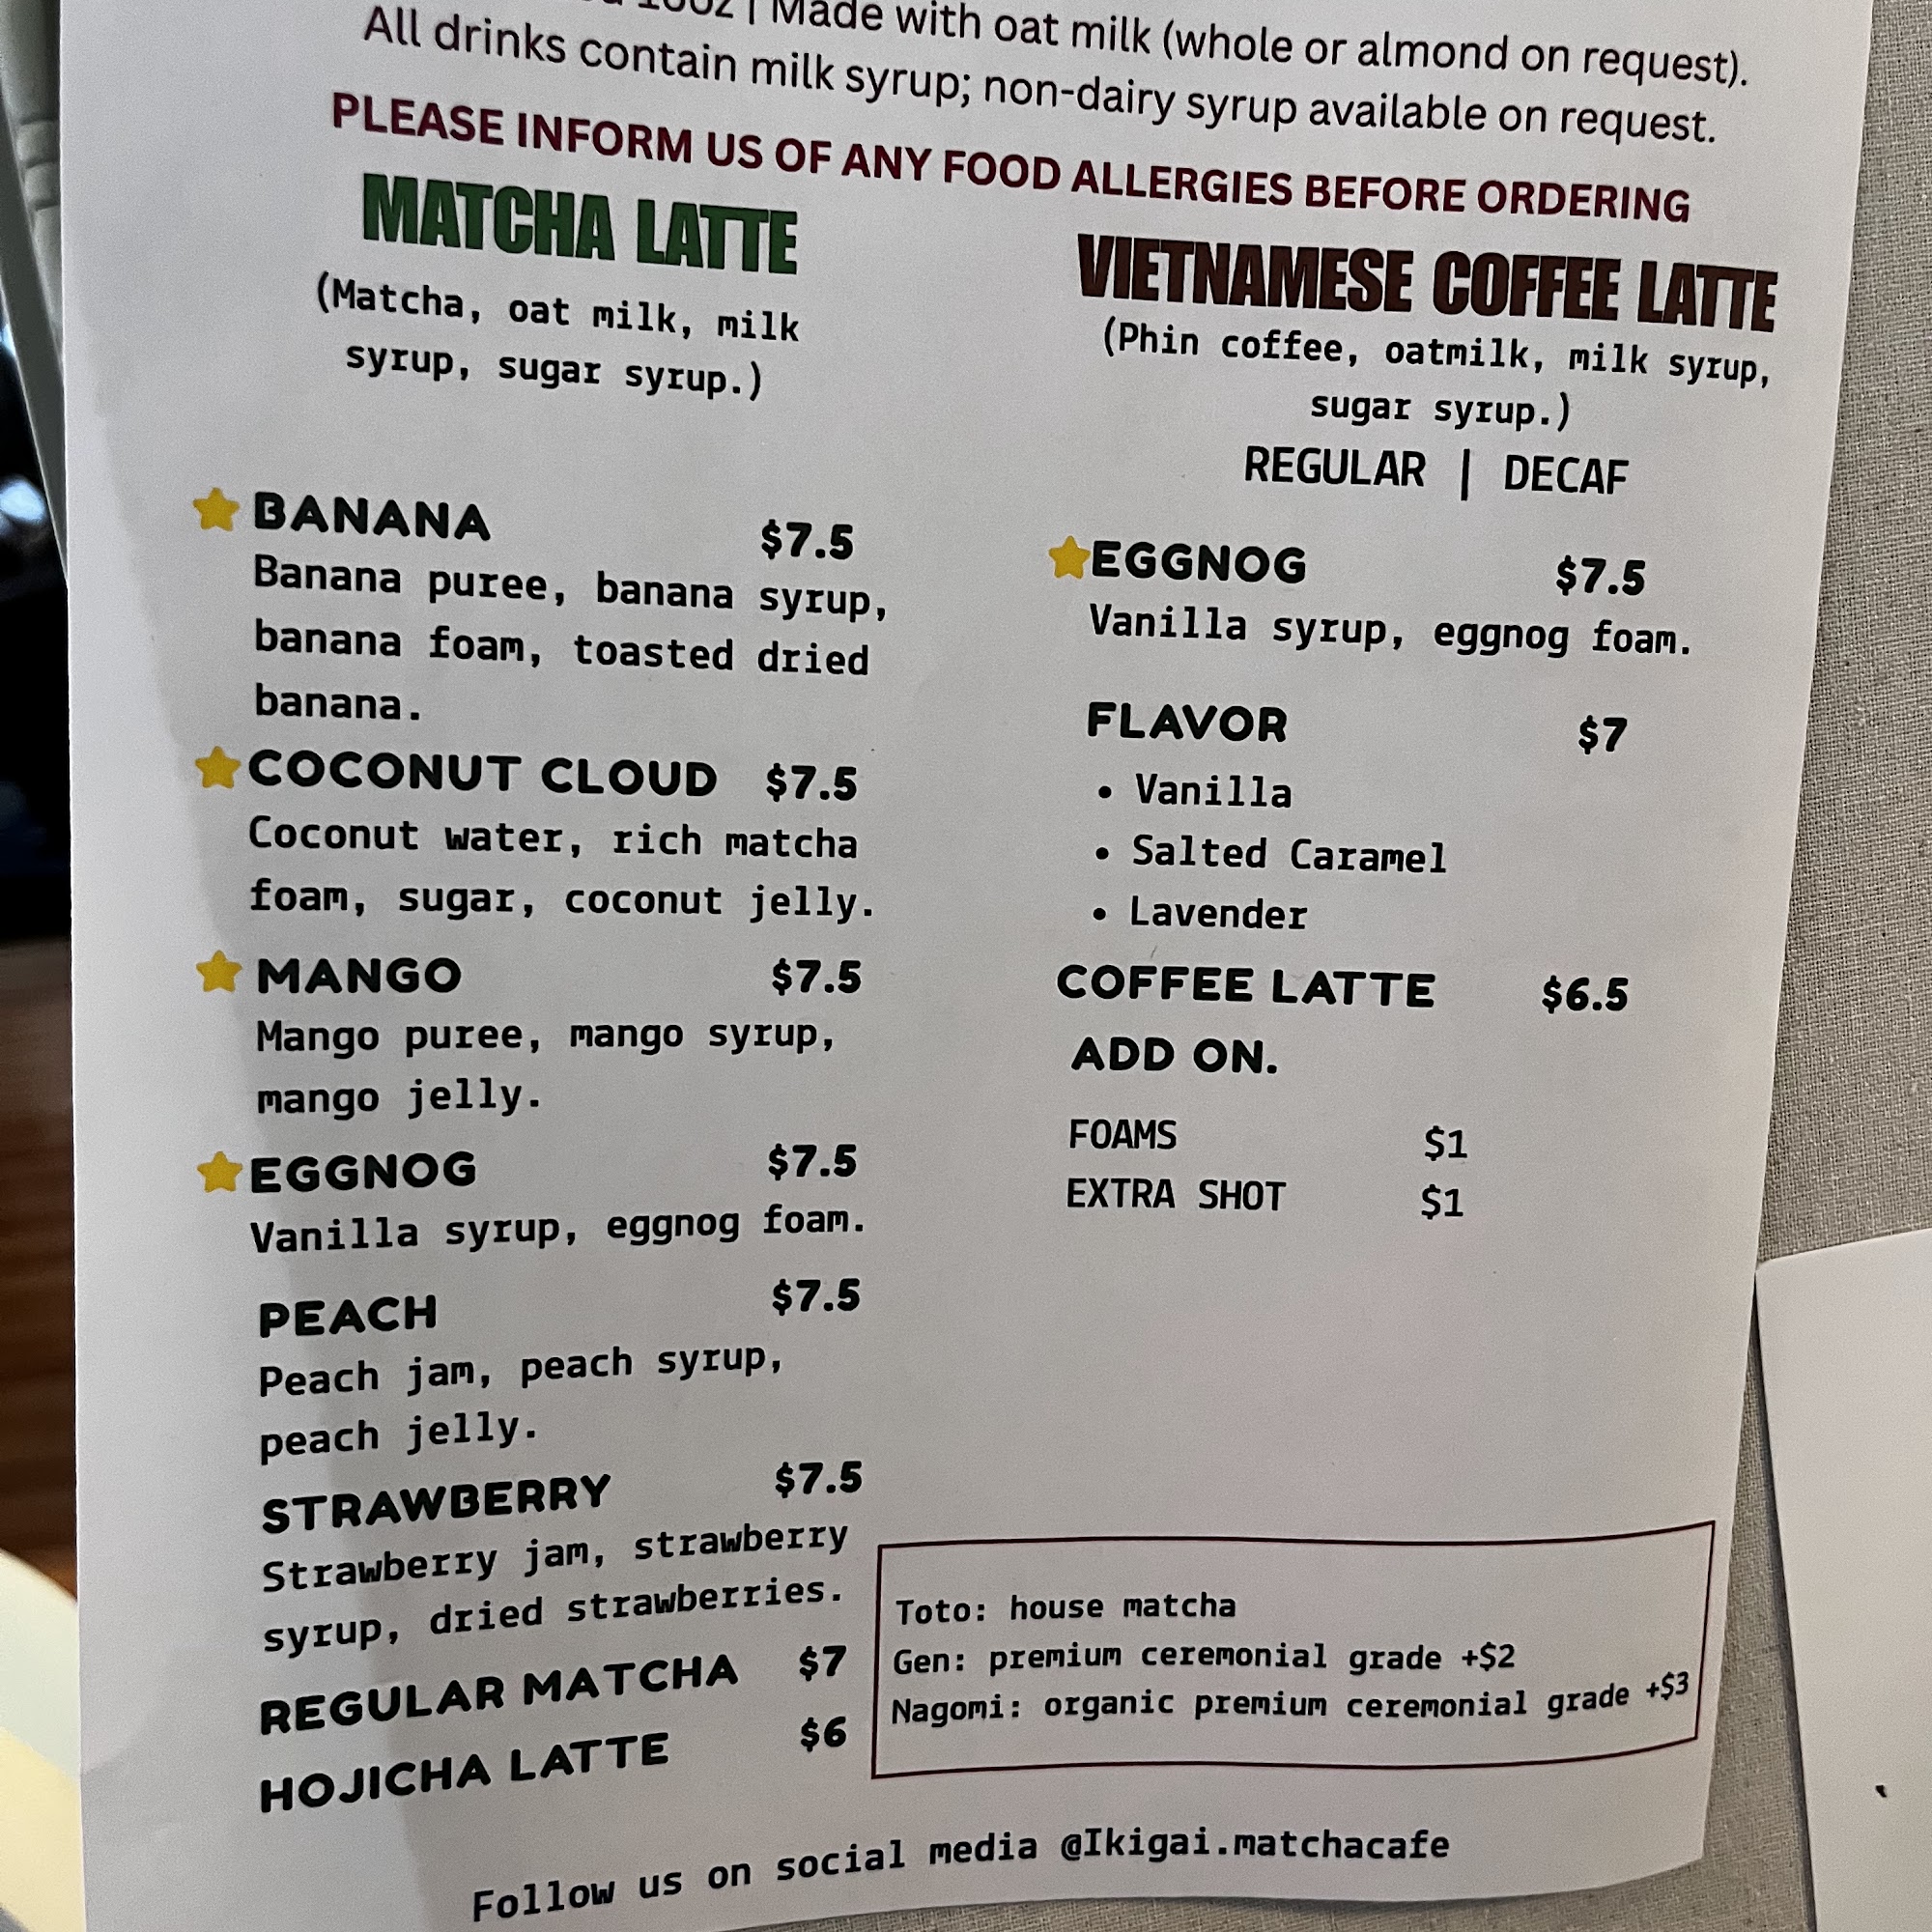 16oz | Made with oat milk (whole or almond on request).
All drinks contain milk syrup; non-dairy syrup available on request.
PLEASE INFORM US OF ANY FOOD ALLERGIES BEFORE ORDERING
MATCHA LATTE
(Matcha, oat milk, milk
syrup, sugar syrup.)
BANANA $7.5
Banana puree, banana syrup,
banana foam, toasted dried
banana.
COCONUT CLOUD $7.5
Coconut water, rich matcha
foam, sugar, coconut jelly.
MANGO $7.5
Mango puree, mango syrup,
mango jelly.
EGGNOG $7.5
Vanilla syrup, eggnog foam.
PEACH $7.5
Peach jam, peach syrup,
peach jelly.
STRAWBERRY $7.5
Strawberry jam, strawberry
syrup, dried strawberries.
REGULAR MATCHA $7
HOJICHA LATTE $6
VIETNAMESE COFFEE LATTE
(Phin coffee, oatmilk, milk syrup,
sugar syrup.)
REGULAR | DECAF
EGGNOG $7.5
Vanilla syrup, eggnog foam.
FLAVOR $7
• Vanilla
• Salted Caramel
• Lavender
COFFEE LATTE $6.5
ADD ON.
FOAMS $1
EXTRA SHOT $1
Toto: house matcha
Gen: premium ceremonial grade +$2
Nagomi: organic premium ceremonial grade +$3
Follow us on social media @Ikigai.matchacafe